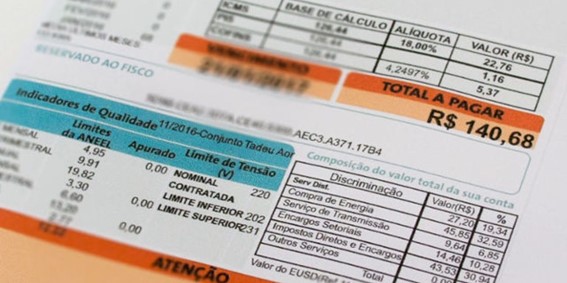 ICMS
PIS
COFINS
BASE DE CÁLCULO ALÍQUOTA VALOR (R$)
126,44 18,00% 22,76
126,44 1,16
126,44 4,2497% 5,37
RESERVADO AO FISCO
VENCIMENTO
TOTAL A PAGAR
R$ 140,68
AEC3.A371.17B4
Indicadores de Qualidade 11/2016-Conjunto Tadeu
Limites da ANEEL Apurado Limite de Tensão (V)
MENSAL 4,95 0,00 NOMINAL 220
9,91 CONTRATADA
19,82 LIMITE INFERIOR 202
3,30 0,00 LIMITE SUPERIOR 231
6,60
13,20 0,00
2,77
ATENÇÃO
Composição do valor total da sua conta
Discriminação Valor(R$) %
Serv Dist. 27,20 19,34
Compra de Energia 45,85 32,59
Serviço de Transmissão 9,64 6,85
Encargos Setoriais 14,46 10,28
Impostos Diretos e Encargos 43,53 30,94
Outros Serviços 0,00
Total
Valor do EUSD(Ref.